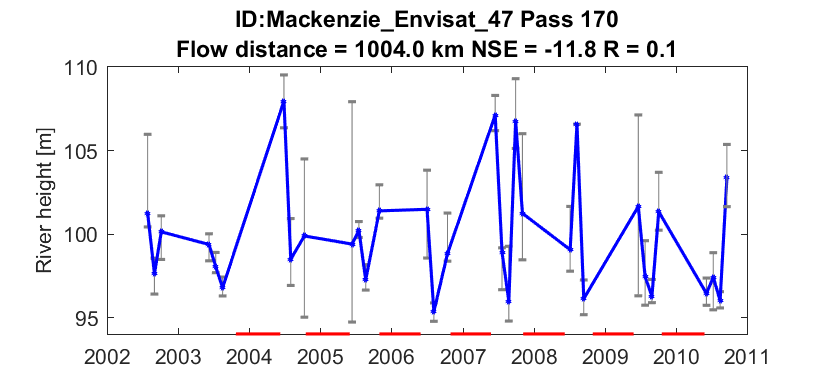 ID:Mackenzie_Envisat_47 Pass 170
Flow distance = 1004.0 km NSE = -11.8 R = 0.1
River height [m]
110
105
100
95
2002 2003 2004 2005 2006 2007 2008 2009 2010 2011